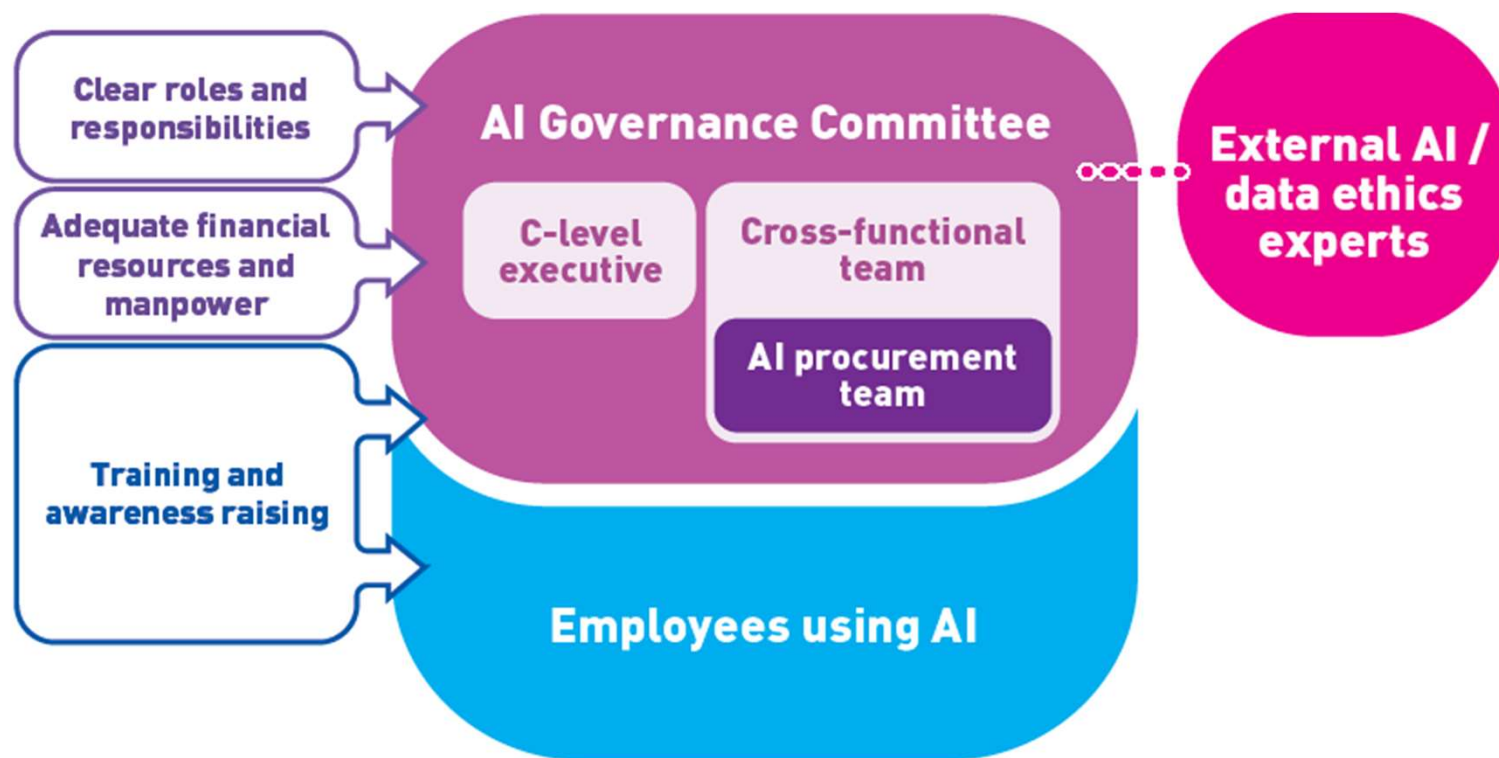 Clear roles and
responsibilities
Adequate financial
resources and
manpower
Training and
awareness raising
AI Governance Committee
C-level
executive
Cross-functional
team
AI procurement
team
Employees using AI
External AI /
data ethics
experts